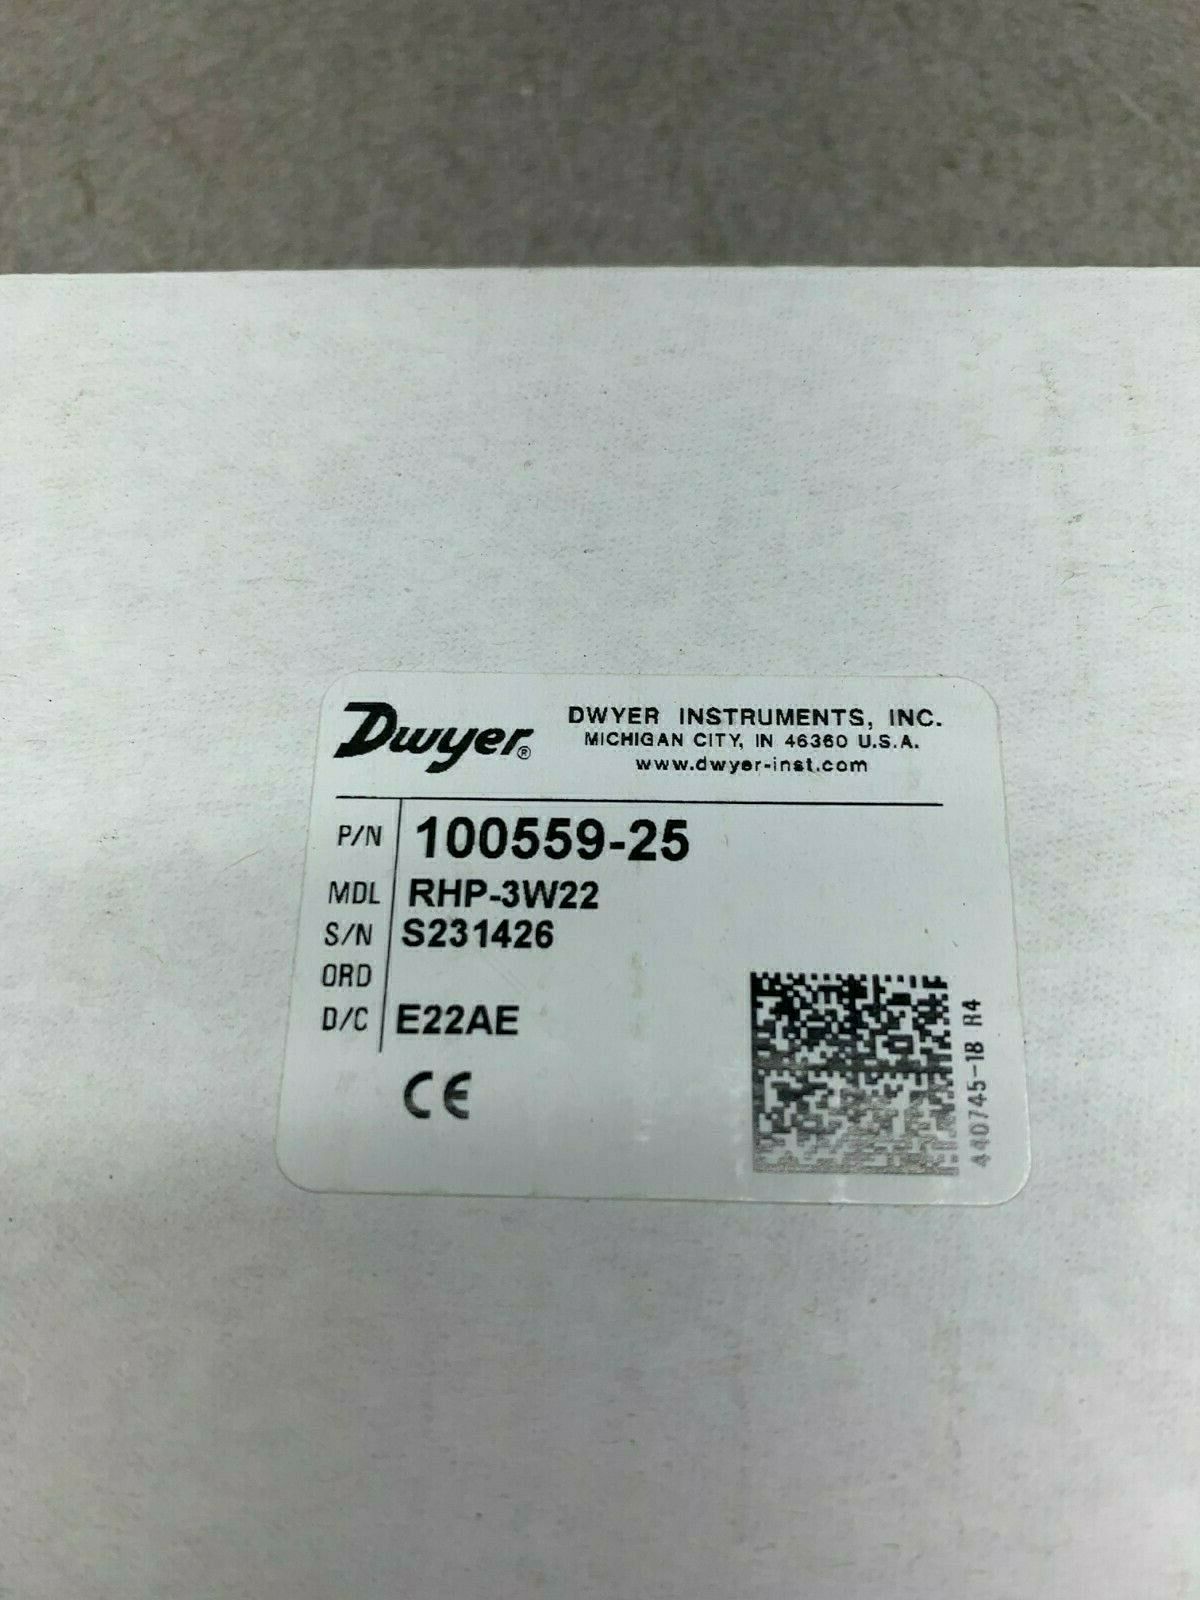 Dwyer®
DWYER INSTRUMENTS, INC.
MICHIGAN CITY, IN 46360 U.S.A.
www.dwyer-inst.com
P/N 100559-25
MDL RHP-3W22
S/N S231426
ORD
D/C E22AE
CE
440745-18 R4